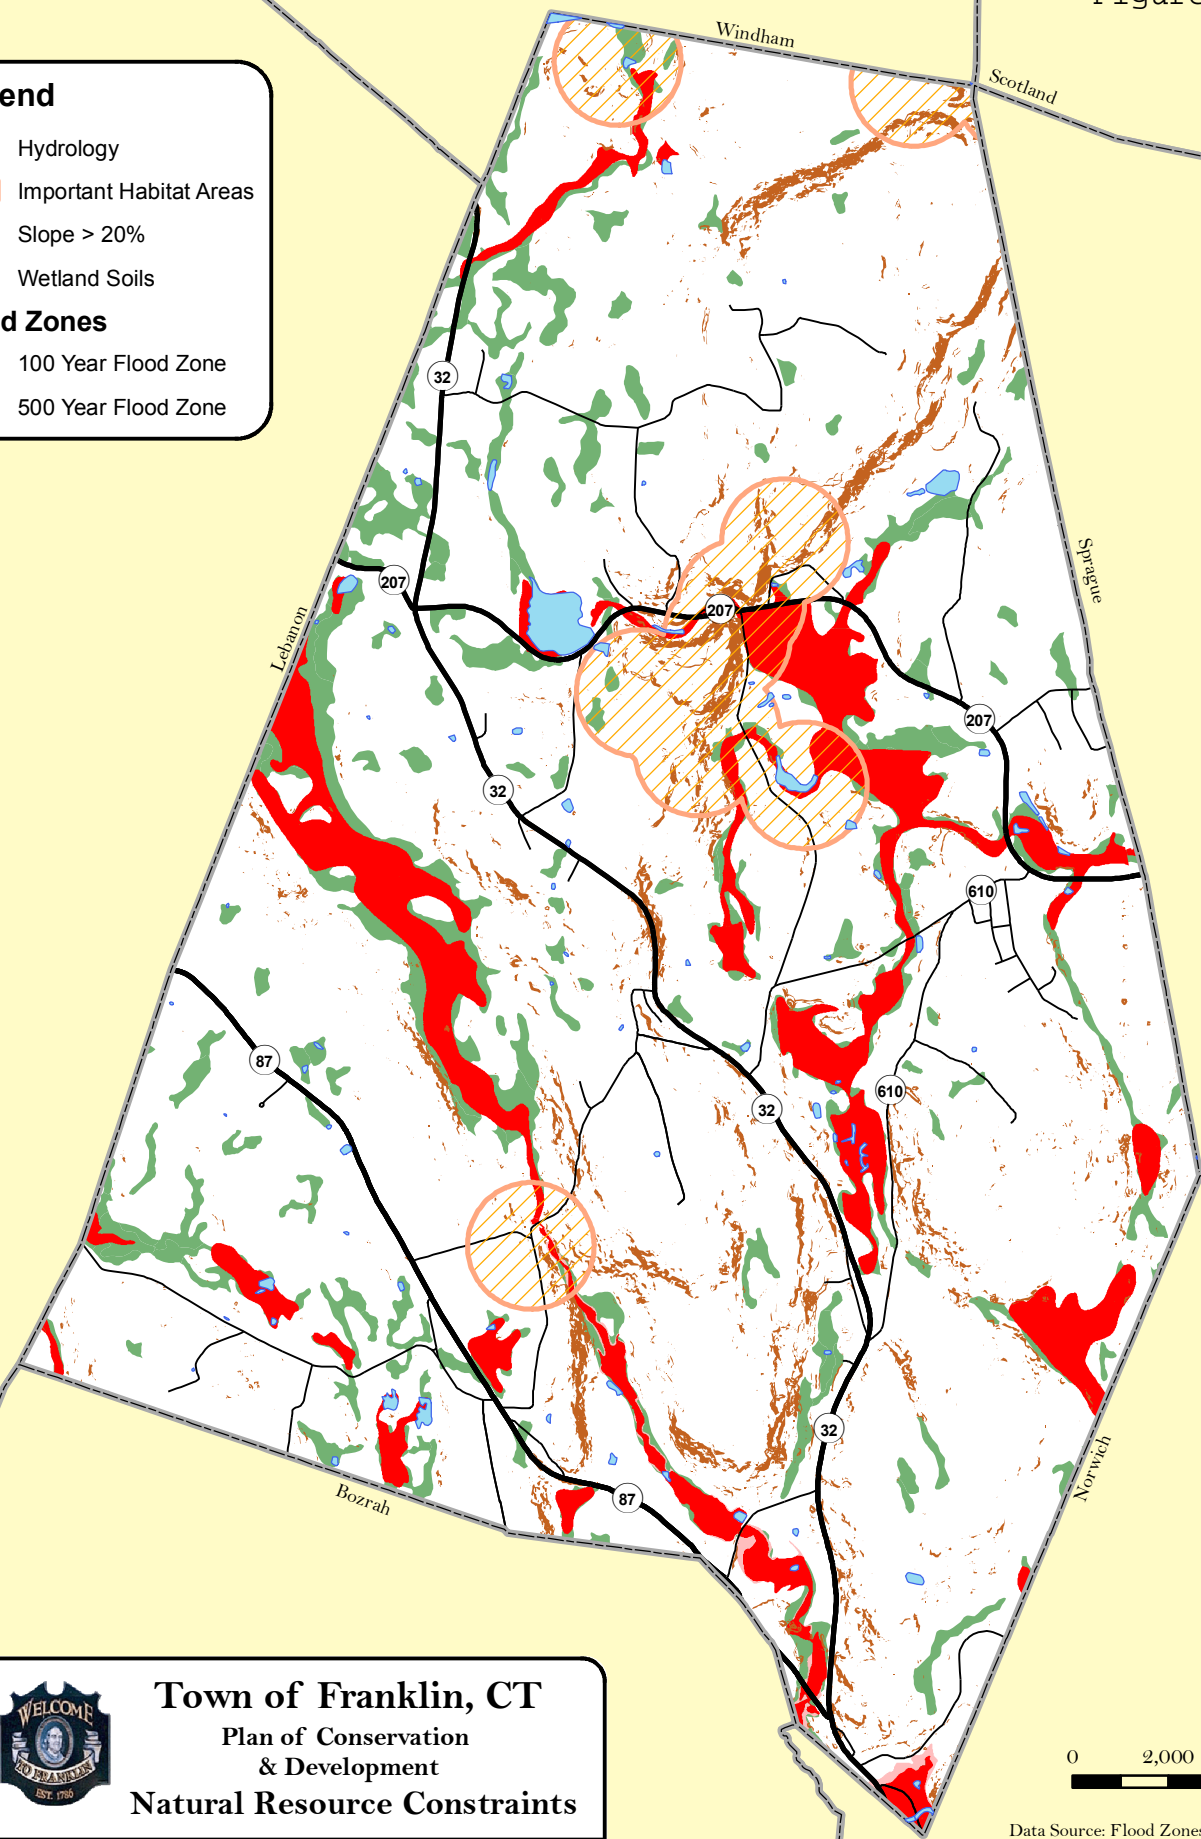 Figure
Windham
Scotland
end
Hydrology
Important Habitat Areas
Slope > 20%
Wetland Soils
d Zones
100 Year Flood Zone
500 Year Flood Zone
32
207
207
Sprague
Lebanon
207
32
610
87
32
610
32
Norwich
Bozrah
87
WELCOME
TO FRANKLIN
EST. 1786
Town of Franklin, CT
Plan of Conservation
& Development
Natural Resource Constraints
0 2,000
Data Source: Flood Zones